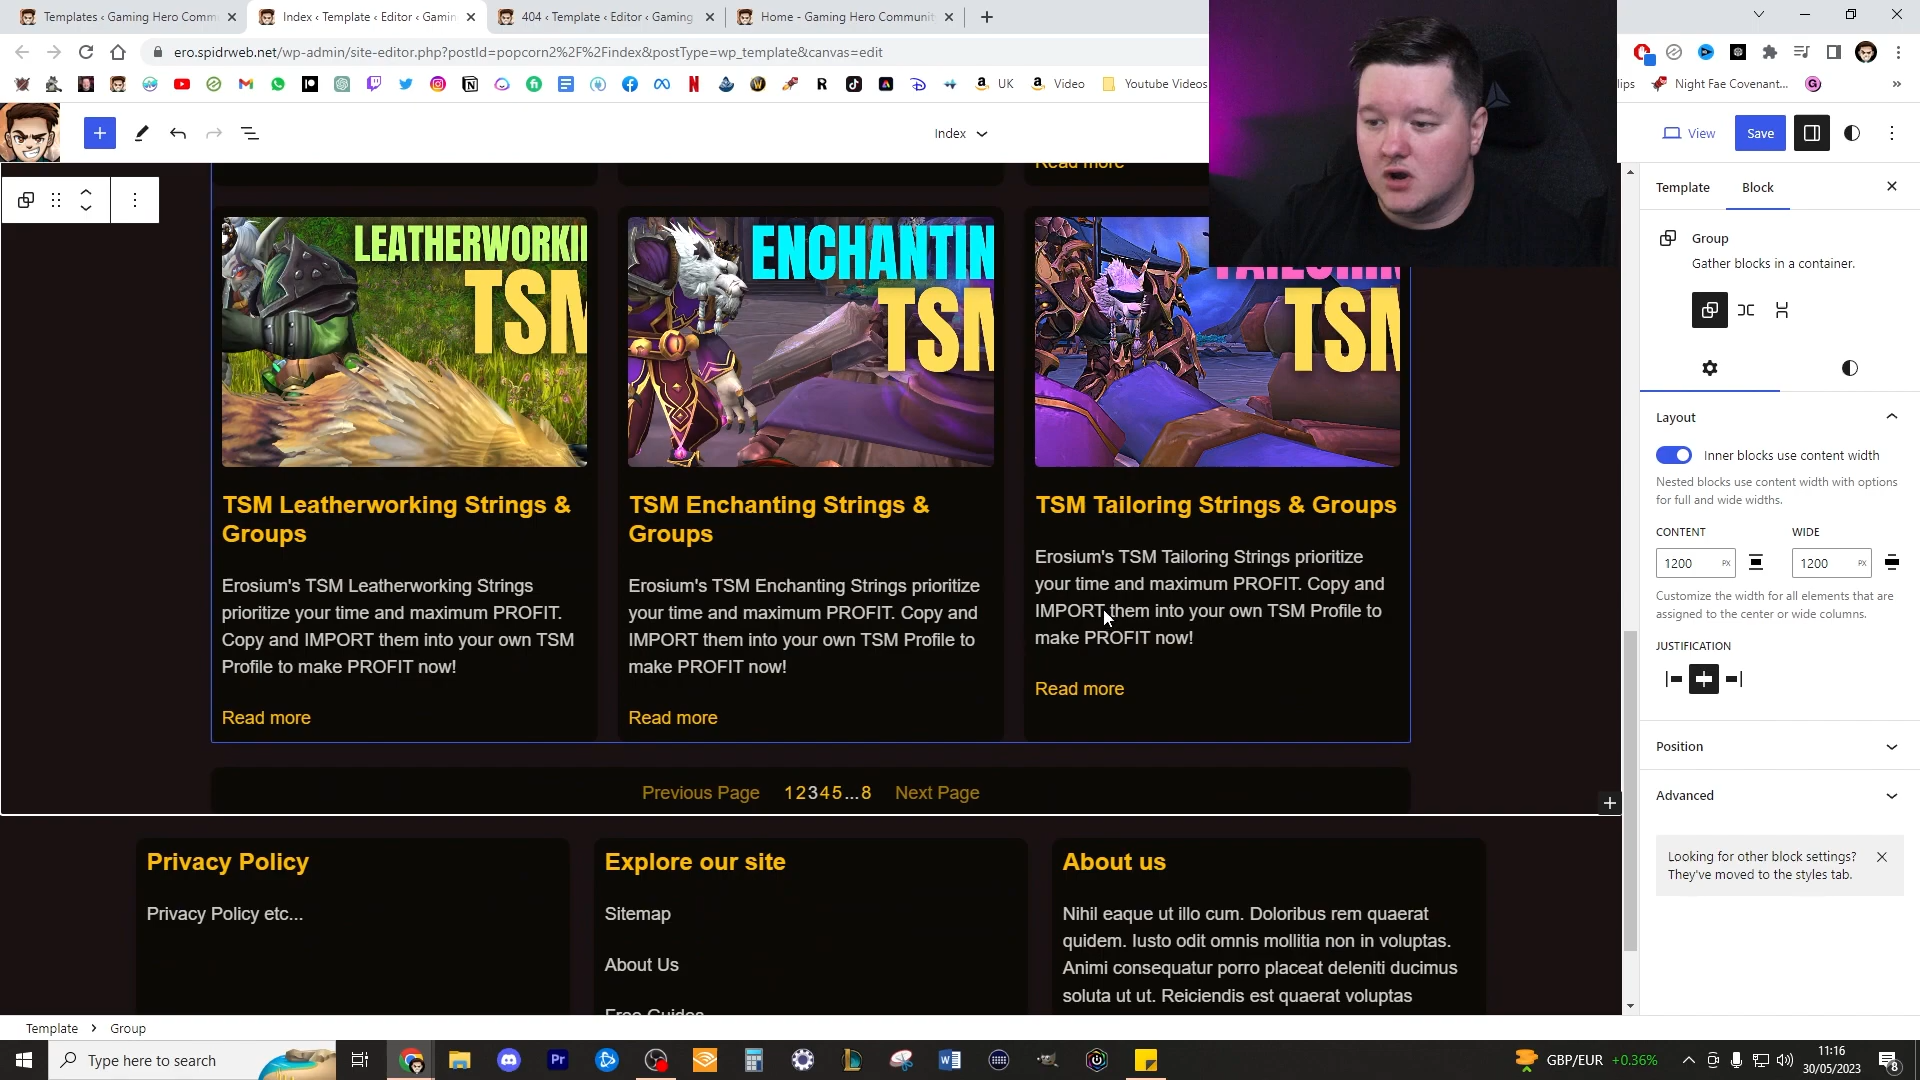 Templates ‹ Gaming Hero Comm
Index ‹ Template ‹ Editor ‹ Gamin
404 ‹ Template ‹ Editor ‹ Gaming
Home - Gaming Hero Communit
ero.spidrweb.net/wp-admin/site-editor.php?postId=popcorn2%2F%2Findex&postType=wp_template&canvas=edit
UK
Video
Youtube Videos
lips
Night Fae Covenant...
Index
View
Save
Read more
LEATHERWORKI
TSM
ENCHANTIN
TSM
TAILORIN
TSM
TSM Leatherworking Strings &
Groups
Erosium's TSM Leatherworking Strings
prioritize your time and maximum PROFIT.
Copy and IMPORT them into your own TSM
Profile to make PROFIT now!
Read more
TSM Enchanting Strings &
Groups
Erosium's TSM Enchanting Strings prioritize
your time and maximum PROFIT. Copy and
IMPORT them into your own TSM Profile to
make PROFIT now!
Read more
TSM Tailoring Strings & Groups
Erosium's TSM Tailoring Strings prioritize
your time and maximum PROFIT. Copy and
IMPORT them into your own TSM Profile to
make PROFIT now!
Read more
Previous Page 12345...8 Next Page
Privacy Policy
Privacy Policy etc...
Explore our site
Sitemap
About Us
Free Guides
About us
Nihil eaque ut illo cum. Doloribus rem quaerat
quidem. Iusto odit omnis mollitia non in voluptas.
Animi consequatur porro placeat deleniti ducimus
soluta ut ut. Reiciendis est quaerat voluptas
Template Block
Group
Gather blocks in a container.
Layout
Inner blocks use content width
Nested blocks use content width with options
for full and wide widths.
CONTENT WIDE
1200 PX 1200 PX
Customize the width for all elements that are
assigned to the center or wide columns.
JUSTIFICATION
Position
Advanced
Looking for other block settings?
They've moved to the styles tab.
Template > Group
Type here to search
GBP/EUR +0.36%
11:16
30/05/2023
8